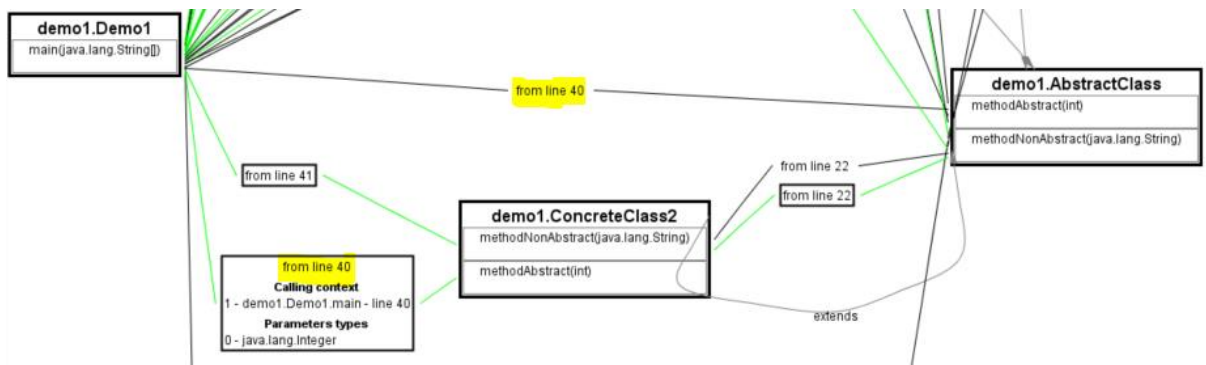 demo1.Demo1
main(java.lang.String[])
from line 40
demo1.AbstractClass
methodAbstract(int)
methodNonAbstract(java.lang.String)
from line 41
from line 22
from line 22
demo1.ConcreteClass2
methodNonAbstract(java.lang.String)
methodAbstract(int)
from line 40
Calling context
1 - demo1.Demo1.main - line 40
Parameters types
0 - java.lang.Integer
extends